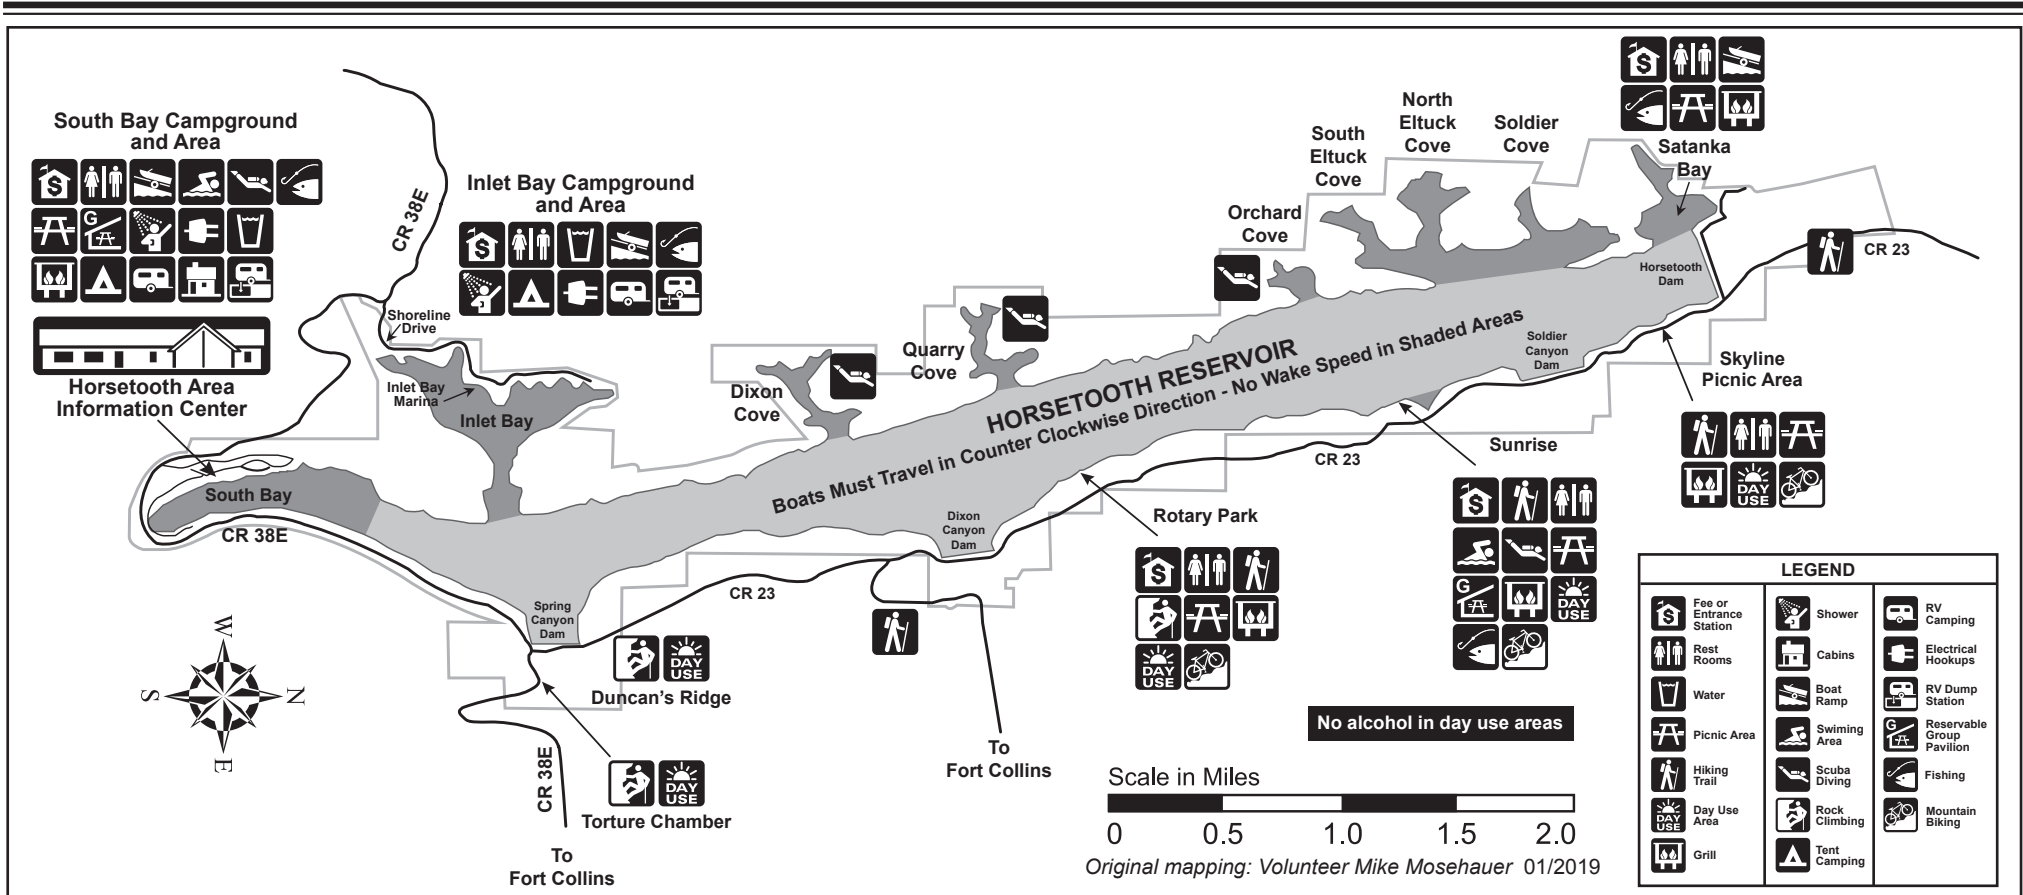 South Bay Campground
and Area
G
Horsetooth Area
Information Center
CR 38E
Inlet Bay Campground
and Area
Shoreline
Drive
Inlet Bay
Marina
Inlet Bay
South Bay
CR 38E
Dixon
Cove
Quarry
Cove
Orchard
Cove
South
Eltuck
Cove
North
Eltuck
Cove
Soldier
Cove
Satanka
Bay
Horsetooth
Dam
CR 23
HORSETOOTH RESERVOIR
Boats Must Travel in Counter Clockwise Direction - No Wake Speed in Shaded Areas
Soldier
Canyon
Dam
Skyline
Picnic Area
DAY
USE
Sunrise
G
DAY
USE
CR 23
Rotary Park
DAY
USE
Dixon
Canyon
Dam
CR 23
Spring
Canyon
Dam
DAY
USE
Duncan's Ridge
DAY
USE
Torture Chamber
CR 38E
To
Fort Collins
To
Fort Collins
W
N
S
E
No alcohol in day use areas
Scale in Miles
0 0.5 1.0 1.5 2.0
Original mapping: Volunteer Mike Mosehauer 01/2019
LEGEND
Fee or
Entrance
Station
Rest
Rooms
Water
Picnic Area
Hiking
Trail
DAY
USE
Day Use
Area
Grill
Shower
Cabins
Boat
Ramp
Swiming
Area
Scuba
Diving
Rock
Climbing
Tent
Camping
RV
Camping
Electrical
Hookups
RV Dump
Station
G
Reservable
Group
Pavilion
Fishing
Mountain
Biking